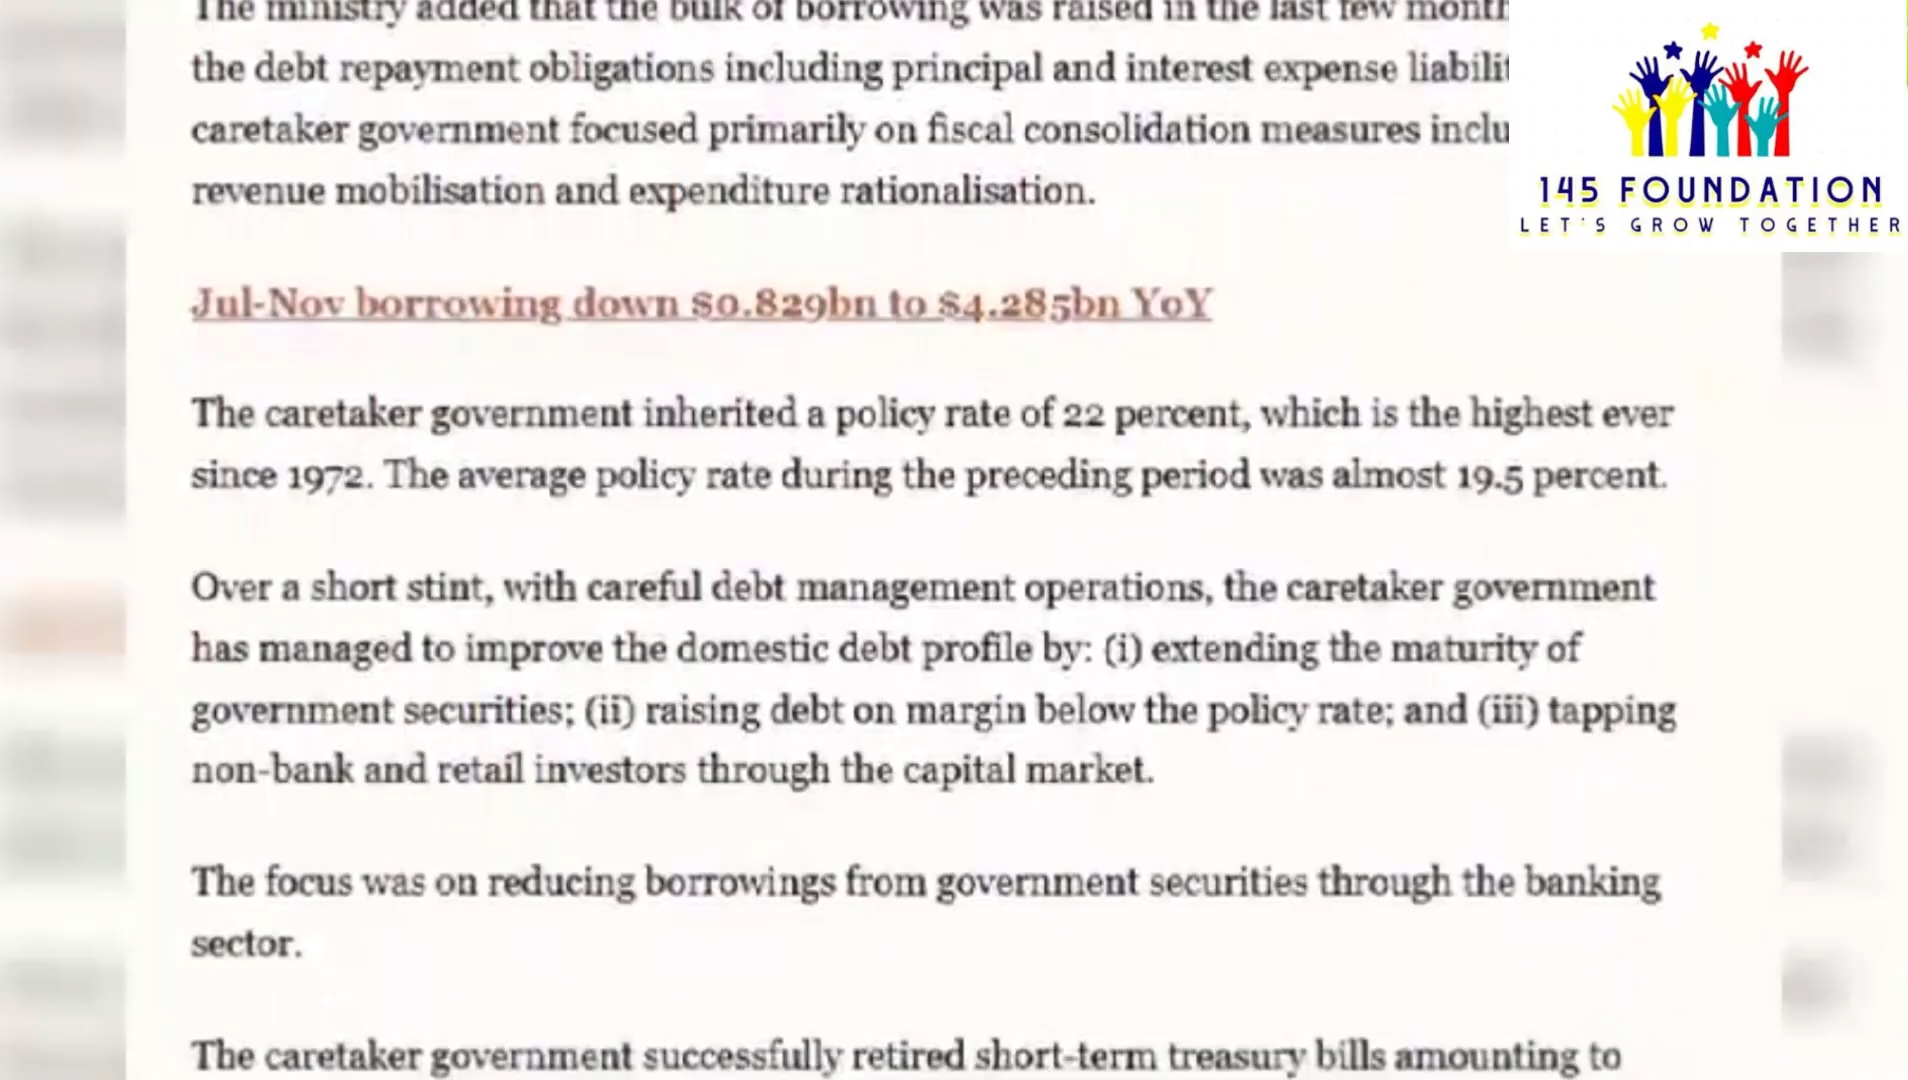 The ministry added that the bulk of borrowing was raised in the last few
the debt repayment obligations including principal and interest expense
caretaker government focused primarily on fiscal consolidation measures
revenue mobilisation and expenditure rationalisation.
145 FOUNDATION
LET'S GROW TOGETHER
Jul-Nov borrowing down $0.829bn to $4.285bn YoY
The caretaker government inherited a policy rate of 22 percent, which is the highest ever
since 1972. The average policy rate during the preceding period was almost 19.5 percent.
Over a short stint, with careful debt management operations, the caretaker government
has managed to improve the domestic debt profile by: (i) extending the maturity of
government securities; (ii) raising debt on margin below the policy rate; and (iii) tapping
non-bank and retail investors through the capital market.
The focus was on reducing borrowings from government securities through the banking
sector.
The caretaker government successfully retired short-term treasury bills amounting to